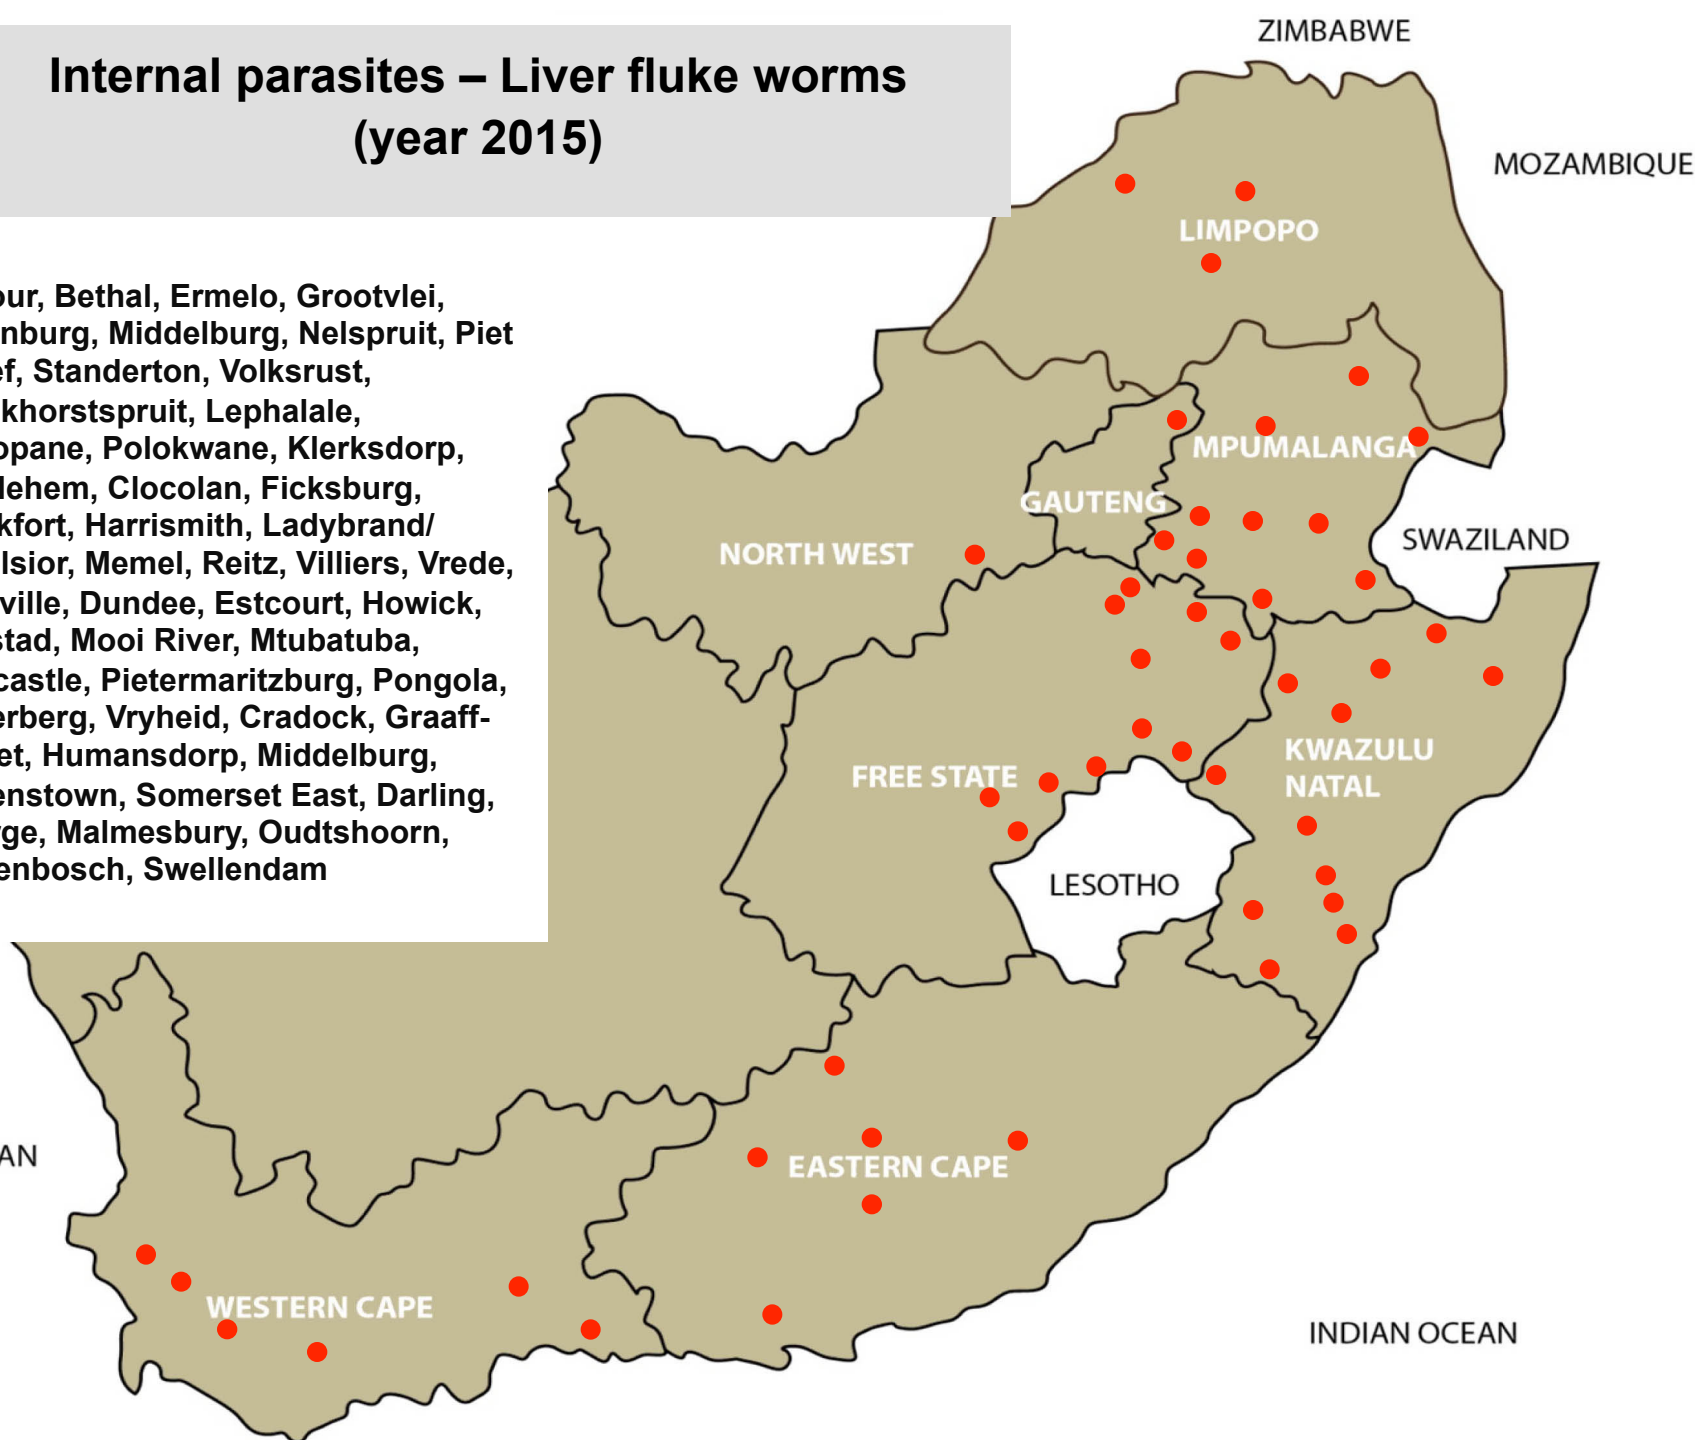 Internal parasites – Liver fluke worms
(year 2015)
our, Bethal, Ermelo, Grootvlei,
nburg, Middelburg, Nelspruit, Piet
ef, Standerton, Volksrust,
khorstspruit, Lephalale,
opane, Polokwane, Klerksdorp,
lehem, Clocolan, Ficksburg,
kfort, Harrismith, Ladybrand/
lsior, Memel, Reitz, Villiers, Vrede,
ville, Dundee, Estcourt, Howick,
stad, Mooi River, Mtubatuba,
castle, Pietermaritzburg, Pongola,
erberg, Vryheid, Cradock, Graaff-
et, Humansdorp, Middelburg,
enstown, Somerset East, Darling,
rge, Malmesbury, Oudtshoorn,
enbosch, Swellendam
ZIMBABWE
MOZAMBIQUE
LIMPOPO
MPUMALANGA
GAUTENG
SWAZILAND
NORTH WEST
KWAZULU
NATAL
FREE STATE
LESOTHO
AN
EASTERN CAPE
WESTERN CAPE
INDIAN OCEAN